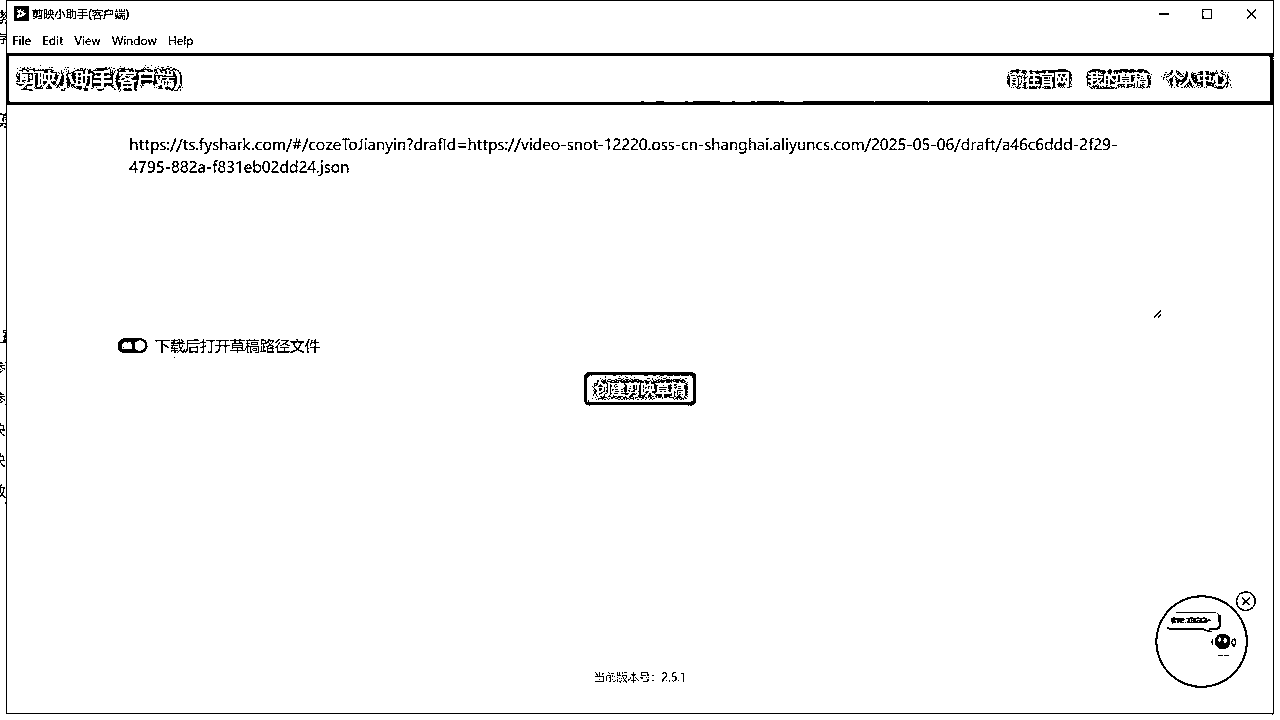 剪映小助手(客户端)
File Edit View Window Help
剪映小助手(客户端)
前往官网 我的草稿 个人中心
https://ts.fyshark.com/#/cozeToJianyin?drafId=https://video-snot-12220.oss-cn-shanghai.aliyuncs.com/2025-05-06/draft/a46c6ddd-2f29-
4795-882a-f831eb02dd24.json
下载后打开草稿路径文件
创建剪映草稿
当前版本号：2.5.1